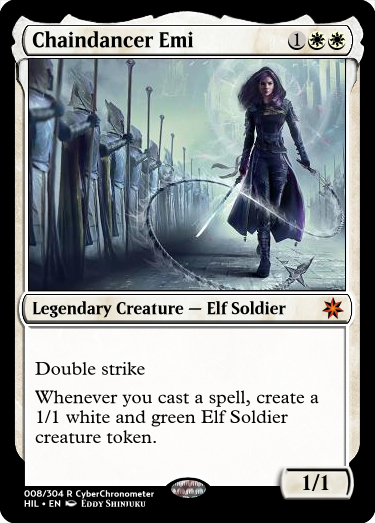 Chaindancer Emi 1
Legendary Creature — Elf Soldier
Double strike
Whenever you cast a spell, create a
1/1 white and green Elf Soldier
creature token.
008/304 R CyberChronometer
HIL • EN Eddy Shinjuku
1/1